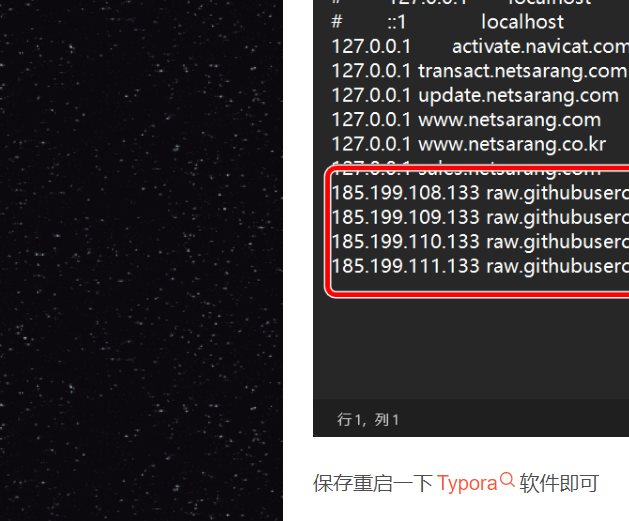 # 127.0.0.1 localhost
# ::1 localhost
127.0.0.1 activate.navicat.com
127.0.0.1 transact.netsarang.com
127.0.0.1 update.netsarang.com
127.0.0.1 www.netsarang.com
127.0.0.1 www.netsarang.co.kr
127.0.0.1 sales.netsarang.com
185.199.108.133 raw.githubuserc
185.199.109.133 raw.githubuserc
185.199.110.133 raw.githubuserc
185.199.111.133 raw.githubuserc
行 1, 列 1
保存重启一下 Typora 软件即可